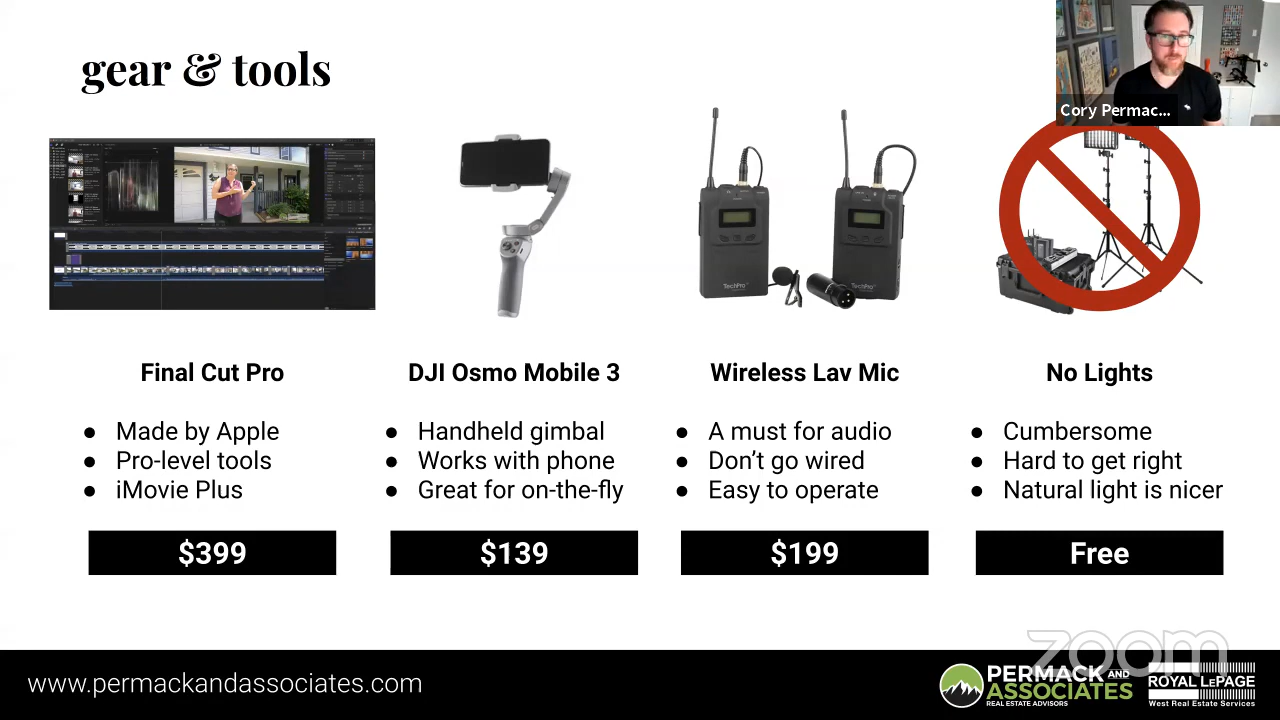 gear & tools
Cory Permac...
TechPro
TechPro
Final Cut Pro
● Made by Apple
● Pro-level tools
● iMovie Plus
$399
DJI Osmo Mobile 3
● Handheld gimbal
● Works with phone
● Great for on-the-fly
$139
Wireless Lav Mic
● A must for audio
● Don’t go wired
● Easy to operate
$199
No Lights
● Cumbersome
● Hard to get right
● Natural light is nicer
Free
zoom
www.permackandassociates.com
PERMACK AND
ASSOCIATES
REAL ESTATE ADVISORS
ROYAL LEPAGE
West Real Estate Services